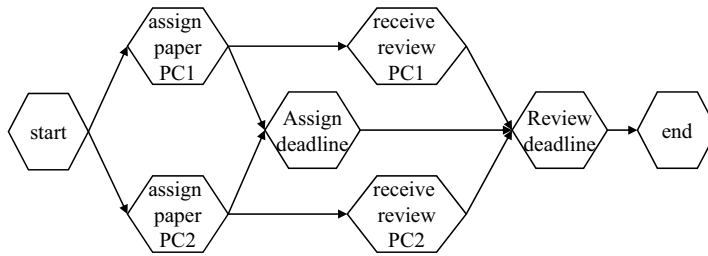 start
assign
paper
PC1
assign
paper
PC2
Assign
deadline
receive
review
PC1
receive
review
PC2
Review
deadline
end